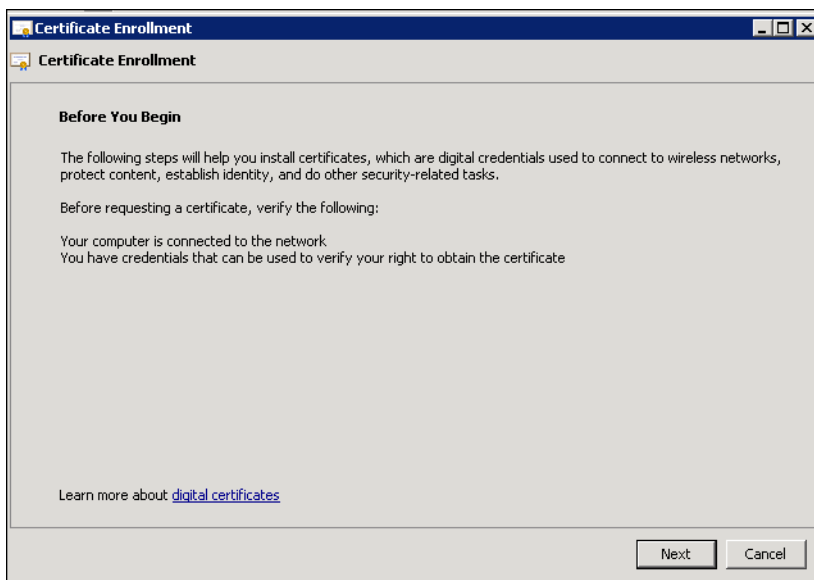 Certificate Enrollment
Certificate Enrollment
Before You Begin
The following steps will help you install certificates, which are digital credentials used to connect to wireless networks,
protect content, establish identity, and do other security-related tasks.
Before requesting a certificate, verify the following:
Your computer is connected to the network
You have credentials that can be used to verify your right to obtain the certificate
Learn more about digital certificates
Next
Cancel